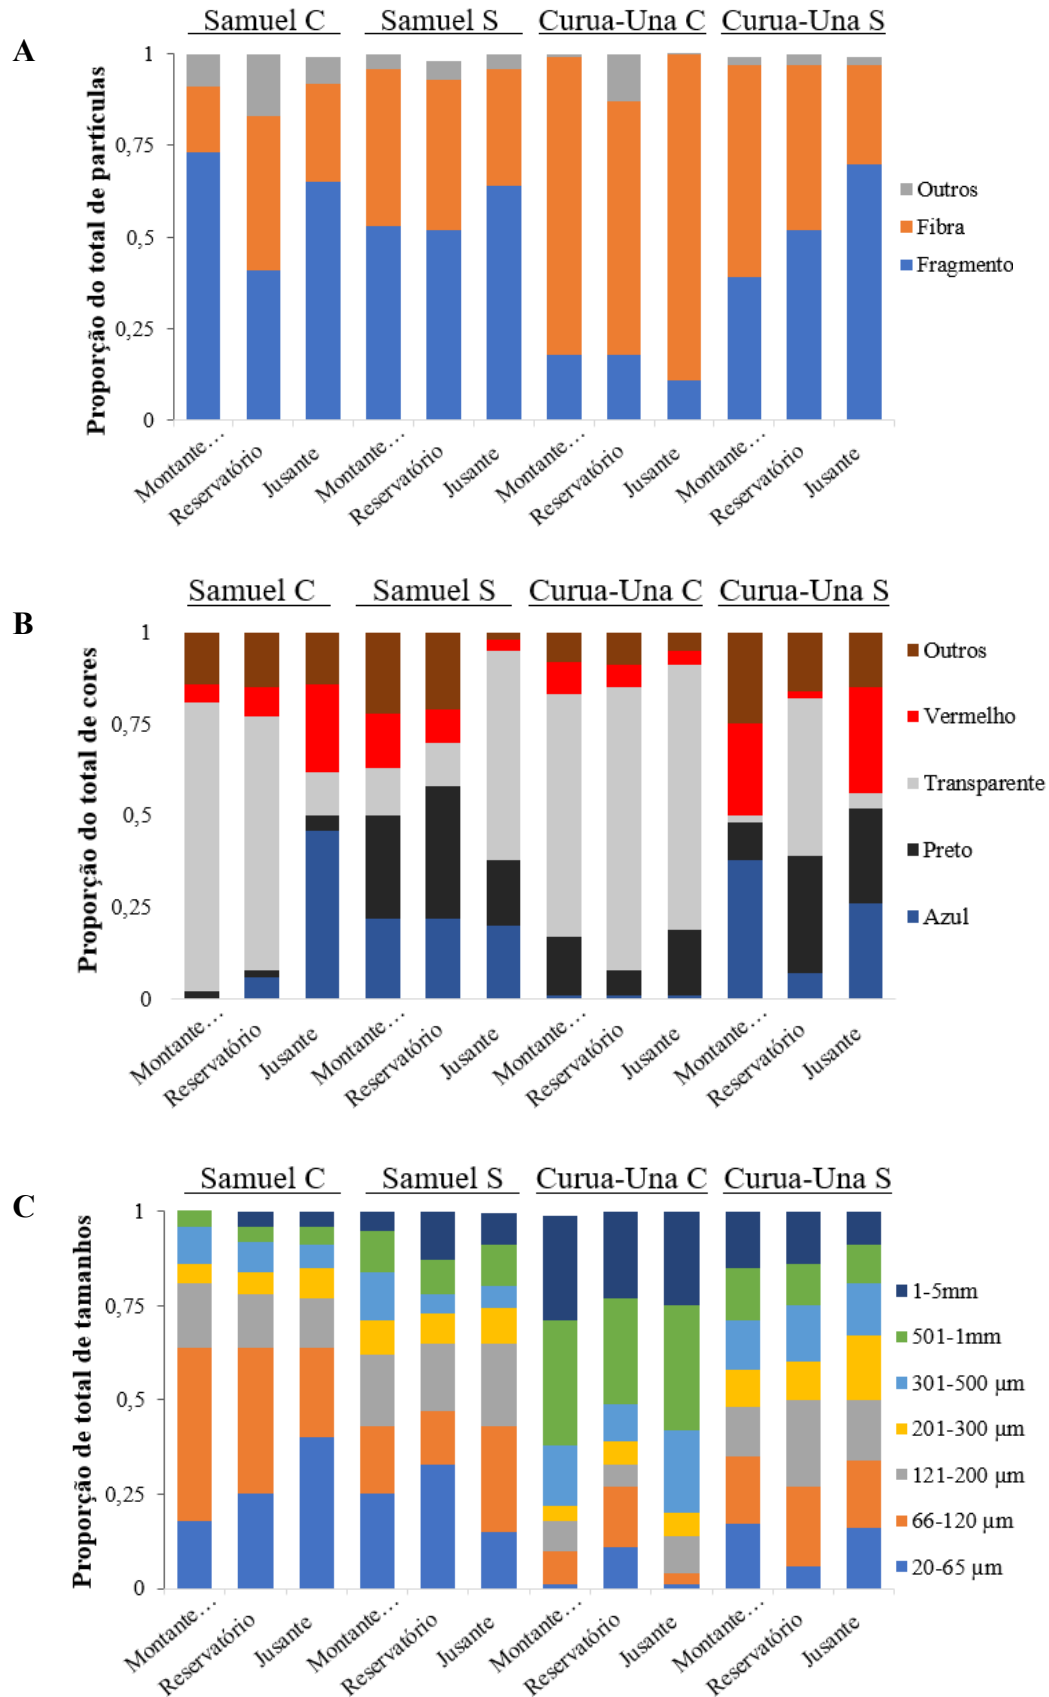 A
Samuel C Samuel S Curua-Una C Curua-Una S
Proporção do total de partículas
1
0,75
0,5
0,25
0
Outros
Fibra
Fragmento
Montante… Reservatório Jusante Montante… Reservatório Jusante Montante… Reservatório Jusante Montante… Reservatório Jusante
B
Samuel C Samuel S Curua-Una C Curua-Una S
Proporção do total de cores
1
0,75
0,5
0,25
0
Outros
Vermelho
Transparente
Preto
Azul
Montante… Reservatório Jusante Montante… Reservatório Jusante Montante… Reservatório Jusante Montante… Reservatório Jusante
C
Samuel C Samuel S Curua-Una C Curua-Una S
Proporção de total de tamanhos
1
0,75
0,5
0,25
0
1-5mm
501-1mm
301-500 µm
201-300 µm
121-200 µm
66-120 µm
20-65 µm
Montante… Reservatório Jusante Montante… Reservatório Jusante Montante… Reservatório Jusante Montante… Reservatório Jusante